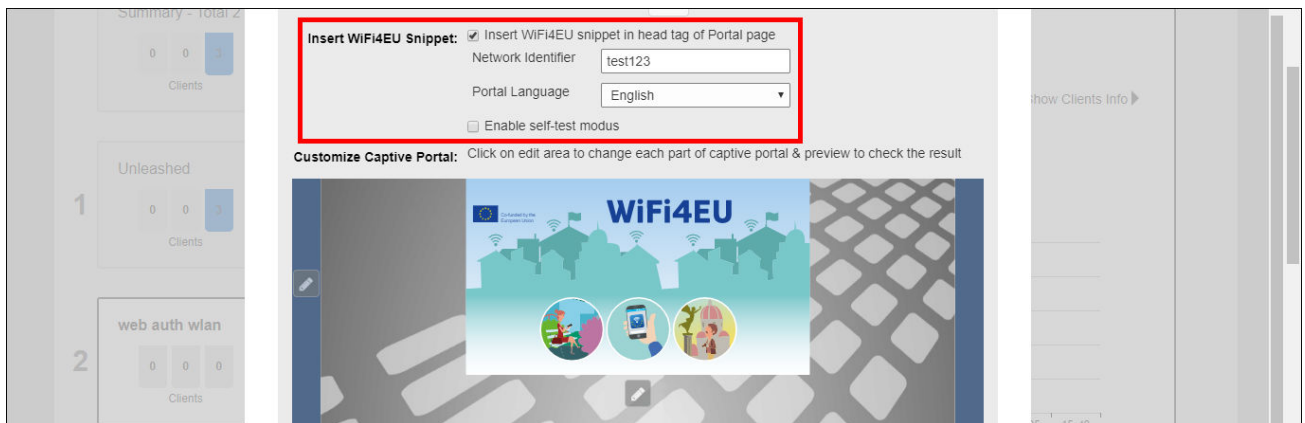 Summary - Total 2
0 0 3
Clients
Unleashed
1
0 0 3
Clients
web auth wlan
2
0 0 0
Clients
Insert WiFi4EU Snippet: Insert WiFi4EU snippet in head tag of Portal page
Network Identifier test123
Portal Language English
Enable self-test modus
Customize Captive Portal: Click on edit area to change each part of captive portal & preview to check the result
Co-funded by the
European Union
WiFi4EU
Show Clients Info